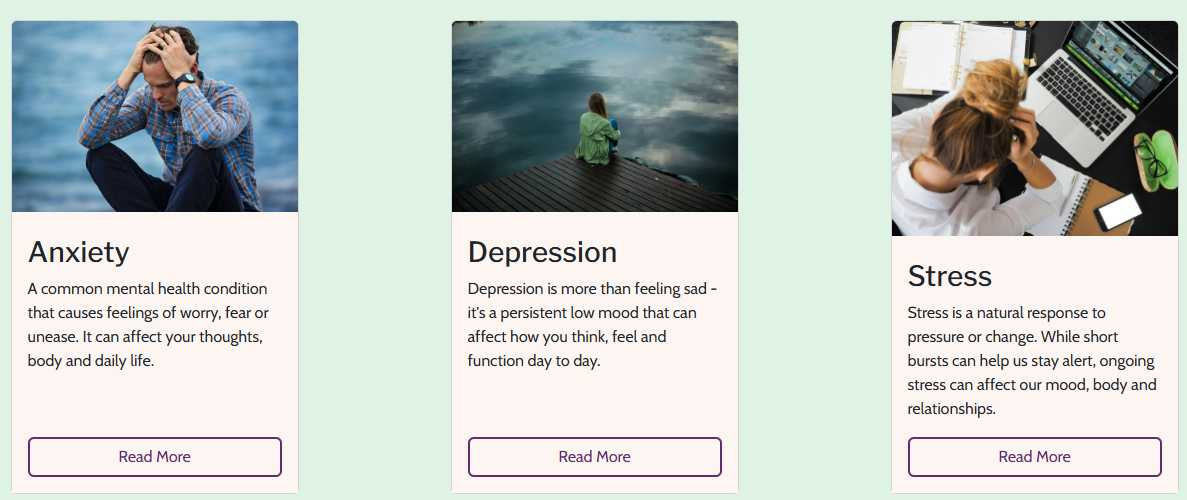 Anxiety
A common mental health condition
that causes feelings of worry, fear or
unease. It can affect your thoughts,
body and daily life.
Read More
Depression
Depression is more than feeling sad -
it's a persistent low mood that can
affect how you think, feel and
function day to day.
Read More
Stress
Stress is a natural response to
pressure or change. While short
bursts can help us stay alert, ongoing
stress can affect our mood, body and
relationships.
Read More